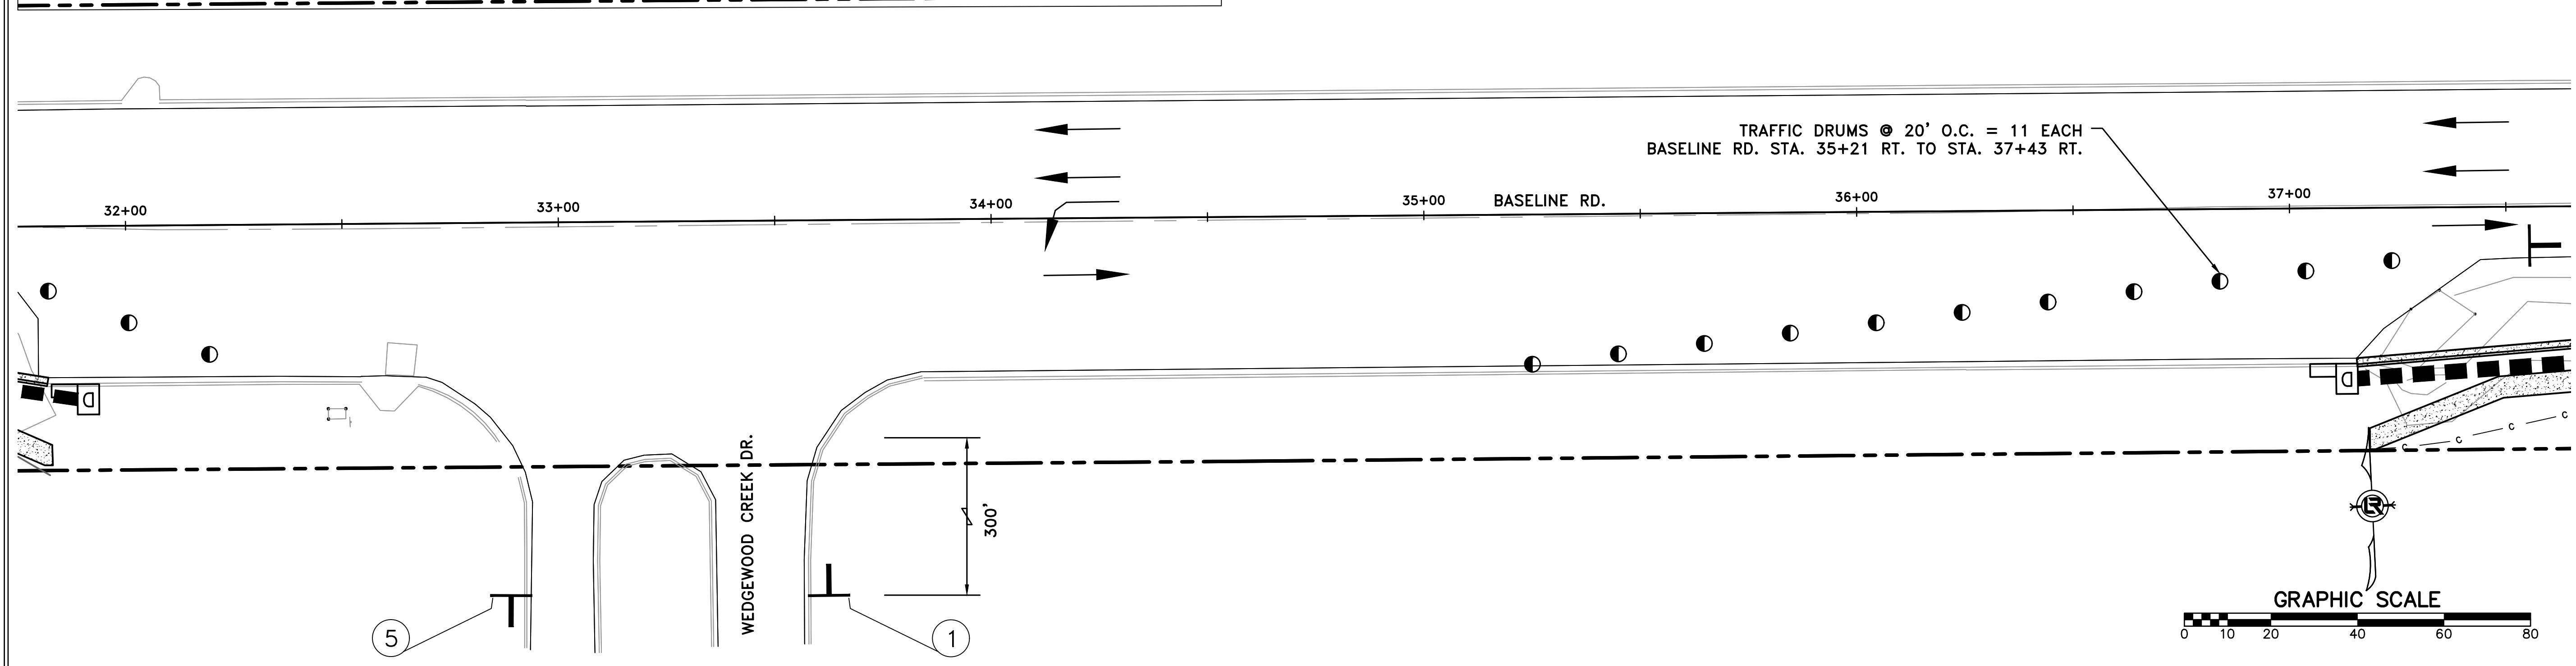 TRAFFIC DRUMS @ 20' O.C. = 11 EACH
BASELINE RD. STA. 35+21 RT. TO STA. 37+43 RT.
32+00
33+00
34+00
35+00
BASELINE RD.
36+00
37+00
D
D
C
C
C
C
WEDGEWOOD CREEK DR.
300'
LR
5
1
GRAPHIC SCALE
0 10 20 40 60 80